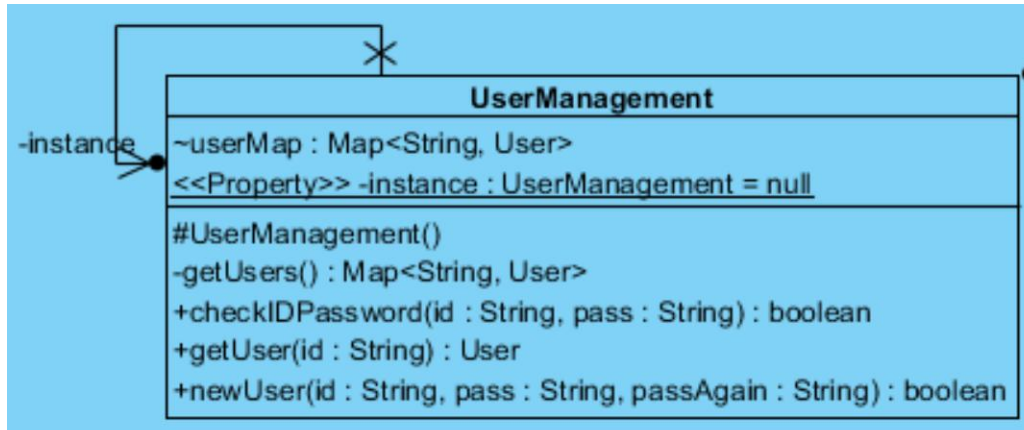 UserManagement
-instance
~userMap : Map<String, User>
<<Property>> -instance : UserManagement = null
#UserManagement()
-getUsers() : Map<String, User>
+checkIDPassword(id : String, pass : String) : boolean
+getUser(id : String) : User
+newUser(id : String, pass : String, passAgain : String) : boolean